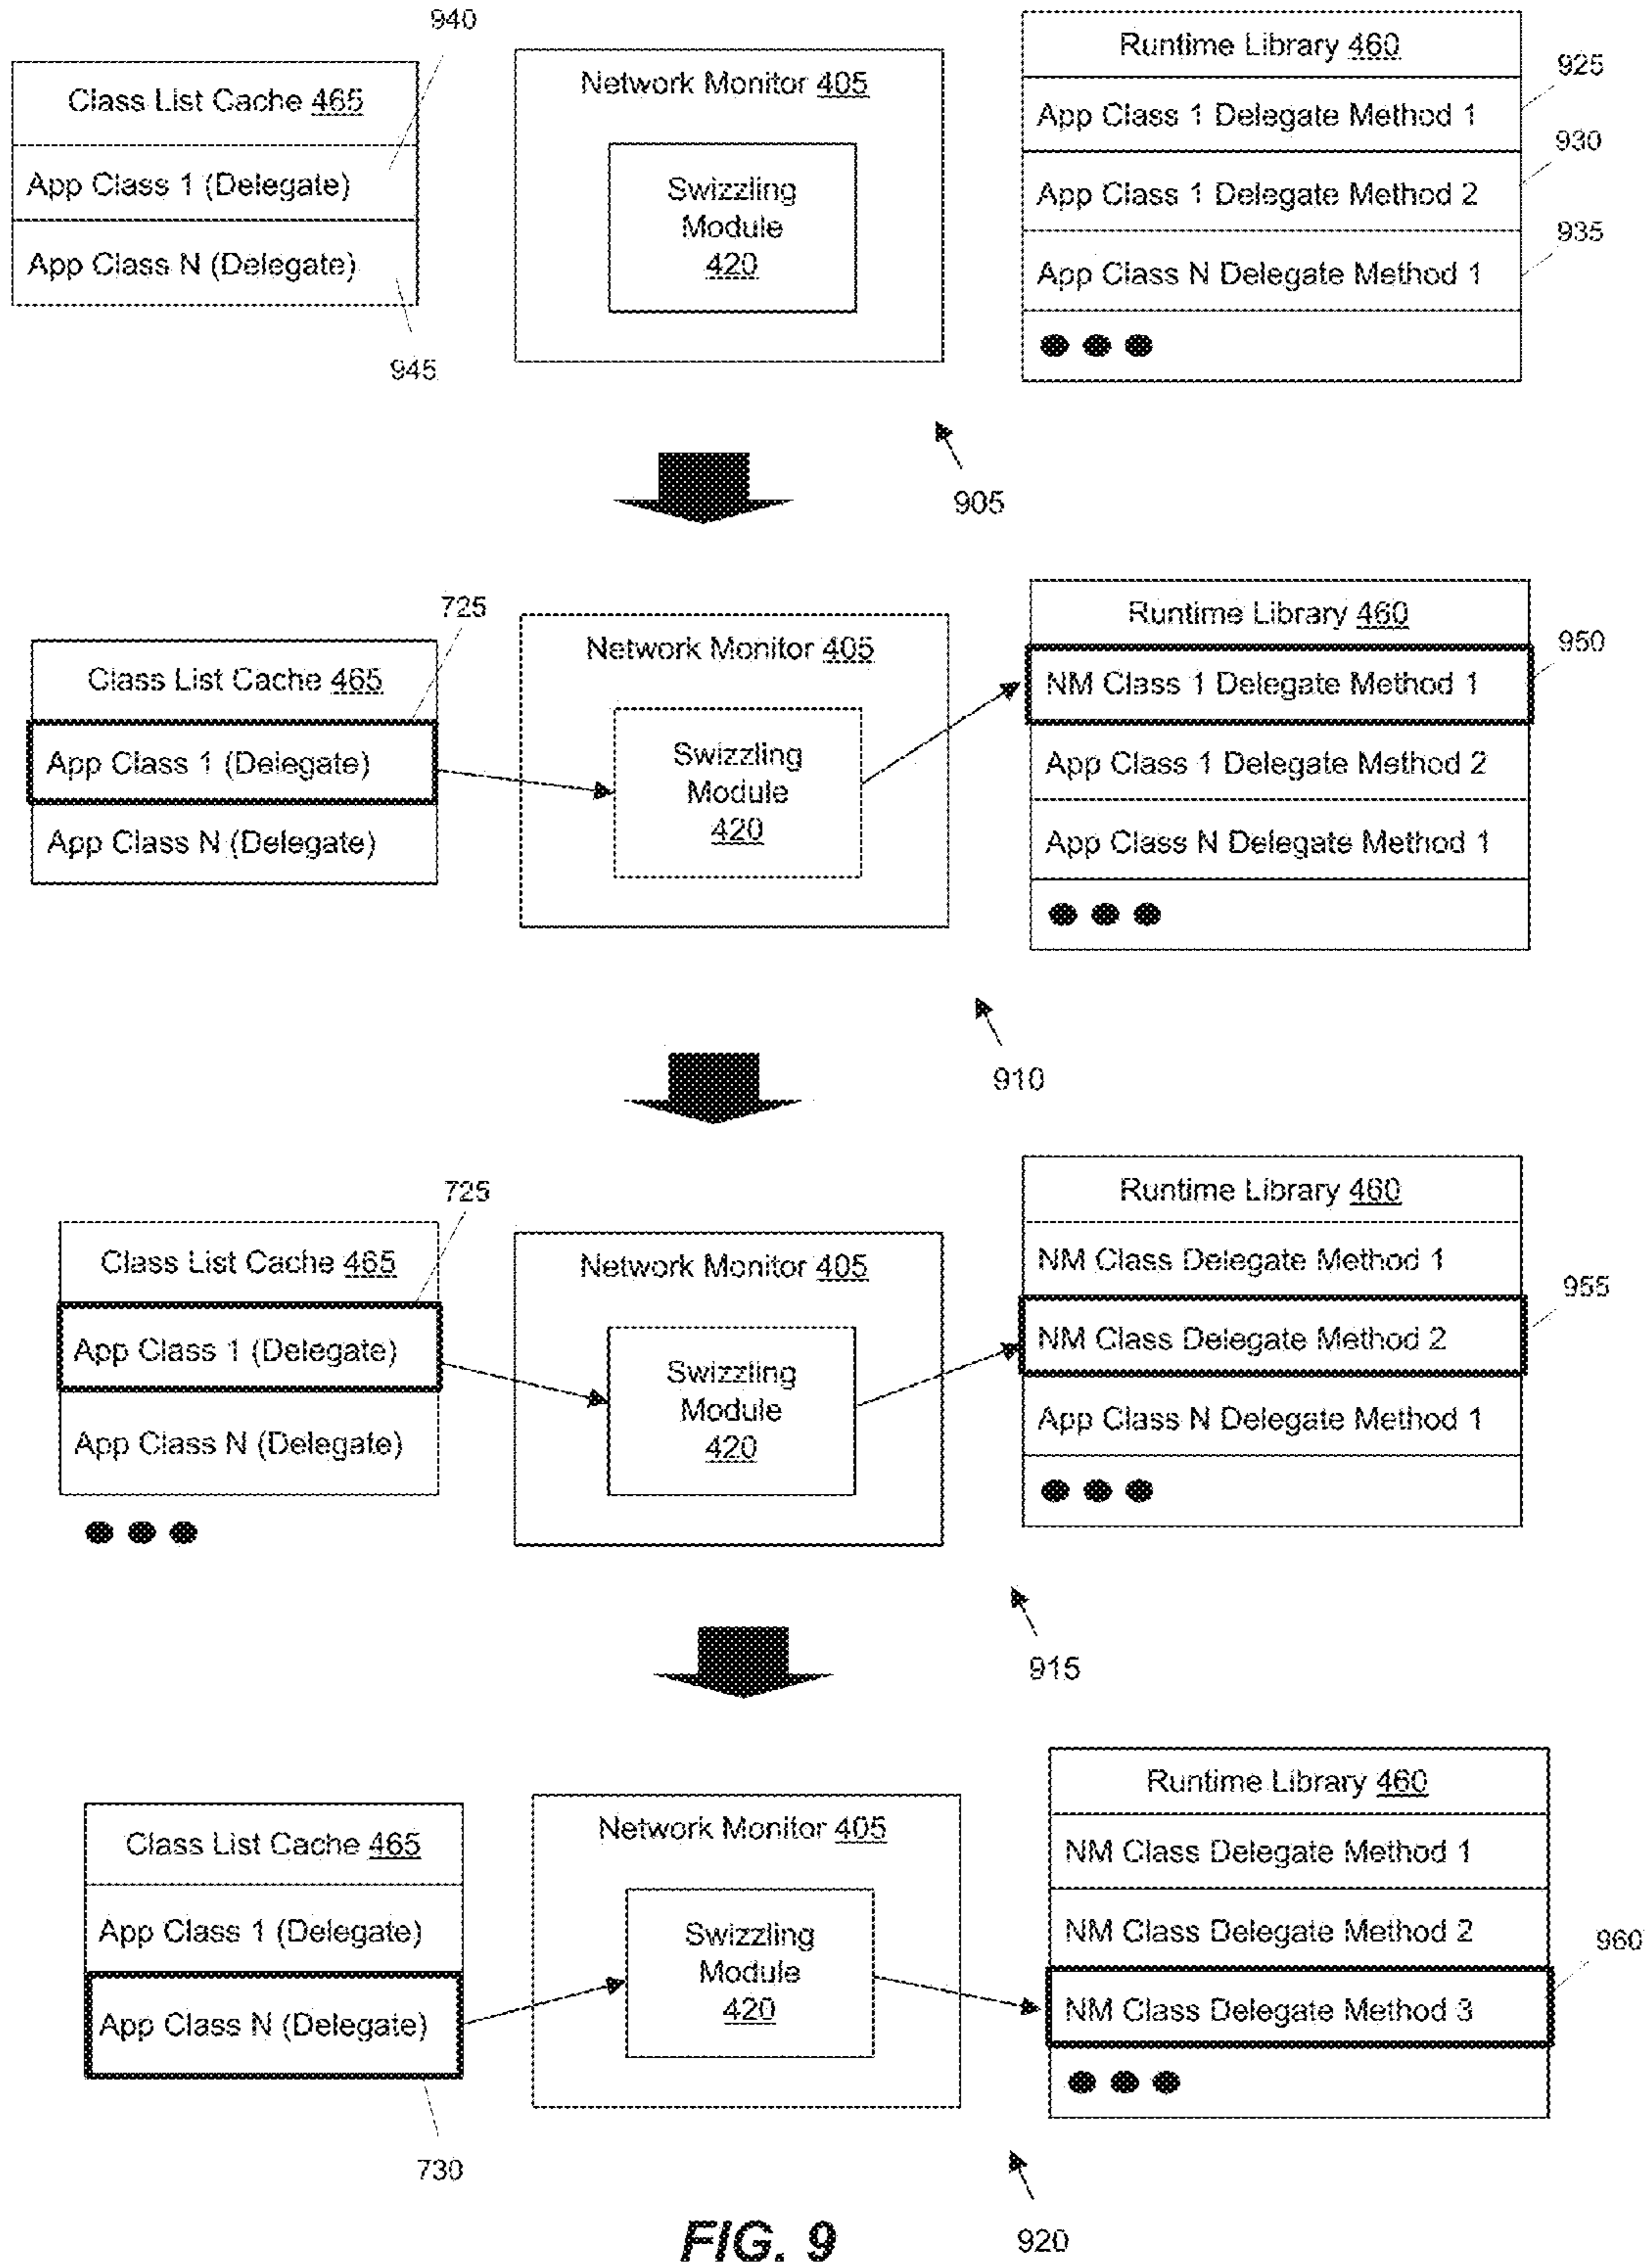 940
Class List Cache 465
App Class 1 (Delegate)
App Class N (Delegate)
945
Network Monitor 405
Swizzling
Module
420
Runtime Library 460
App Class 1 Delegate Method 1
App Class 1 Delegate Method 2
App Class N Delegate Method 1
925
930
935
905
725
Class List Cache 465
App Class 1 (Delegate)
App Class N (Delegate)
Network Monitor 405
Swizzling
Module
420
Runtime Library 460
NM Class 1 Delegate Method 1
App Class 1 Delegate Method 2
App Class N Delegate Method 1
950
910
725
Class List Cache 465
App Class 1 (Delegate)
App Class N (Delegate)
Network Monitor 405
Swizzling
Module
420
Runtime Library 460
NM Class Delegate Method 1
NM Class Delegate Method 2
App Class N Delegate Method 1
955
915
Class List Cache 465
App Class 1 (Delegate)
App Class N (Delegate)
730
Network Monitor 405
Swizzling
Module
420
Runtime Library 460
NM Class Delegate Method 1
NM Class Delegate Method 2
NM Class Delegate Method 3
960
920
FIG. 9